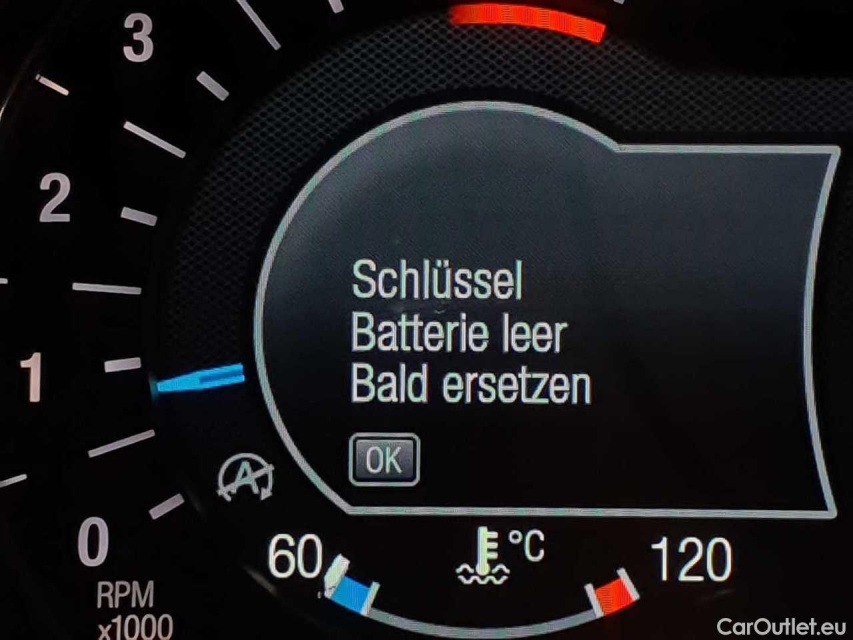 3
2
1
0
RPM
x1000
Schlüssel
Batterie leer
Bald ersetzen
OK
A
60
°C
120
CarOutlet.eu